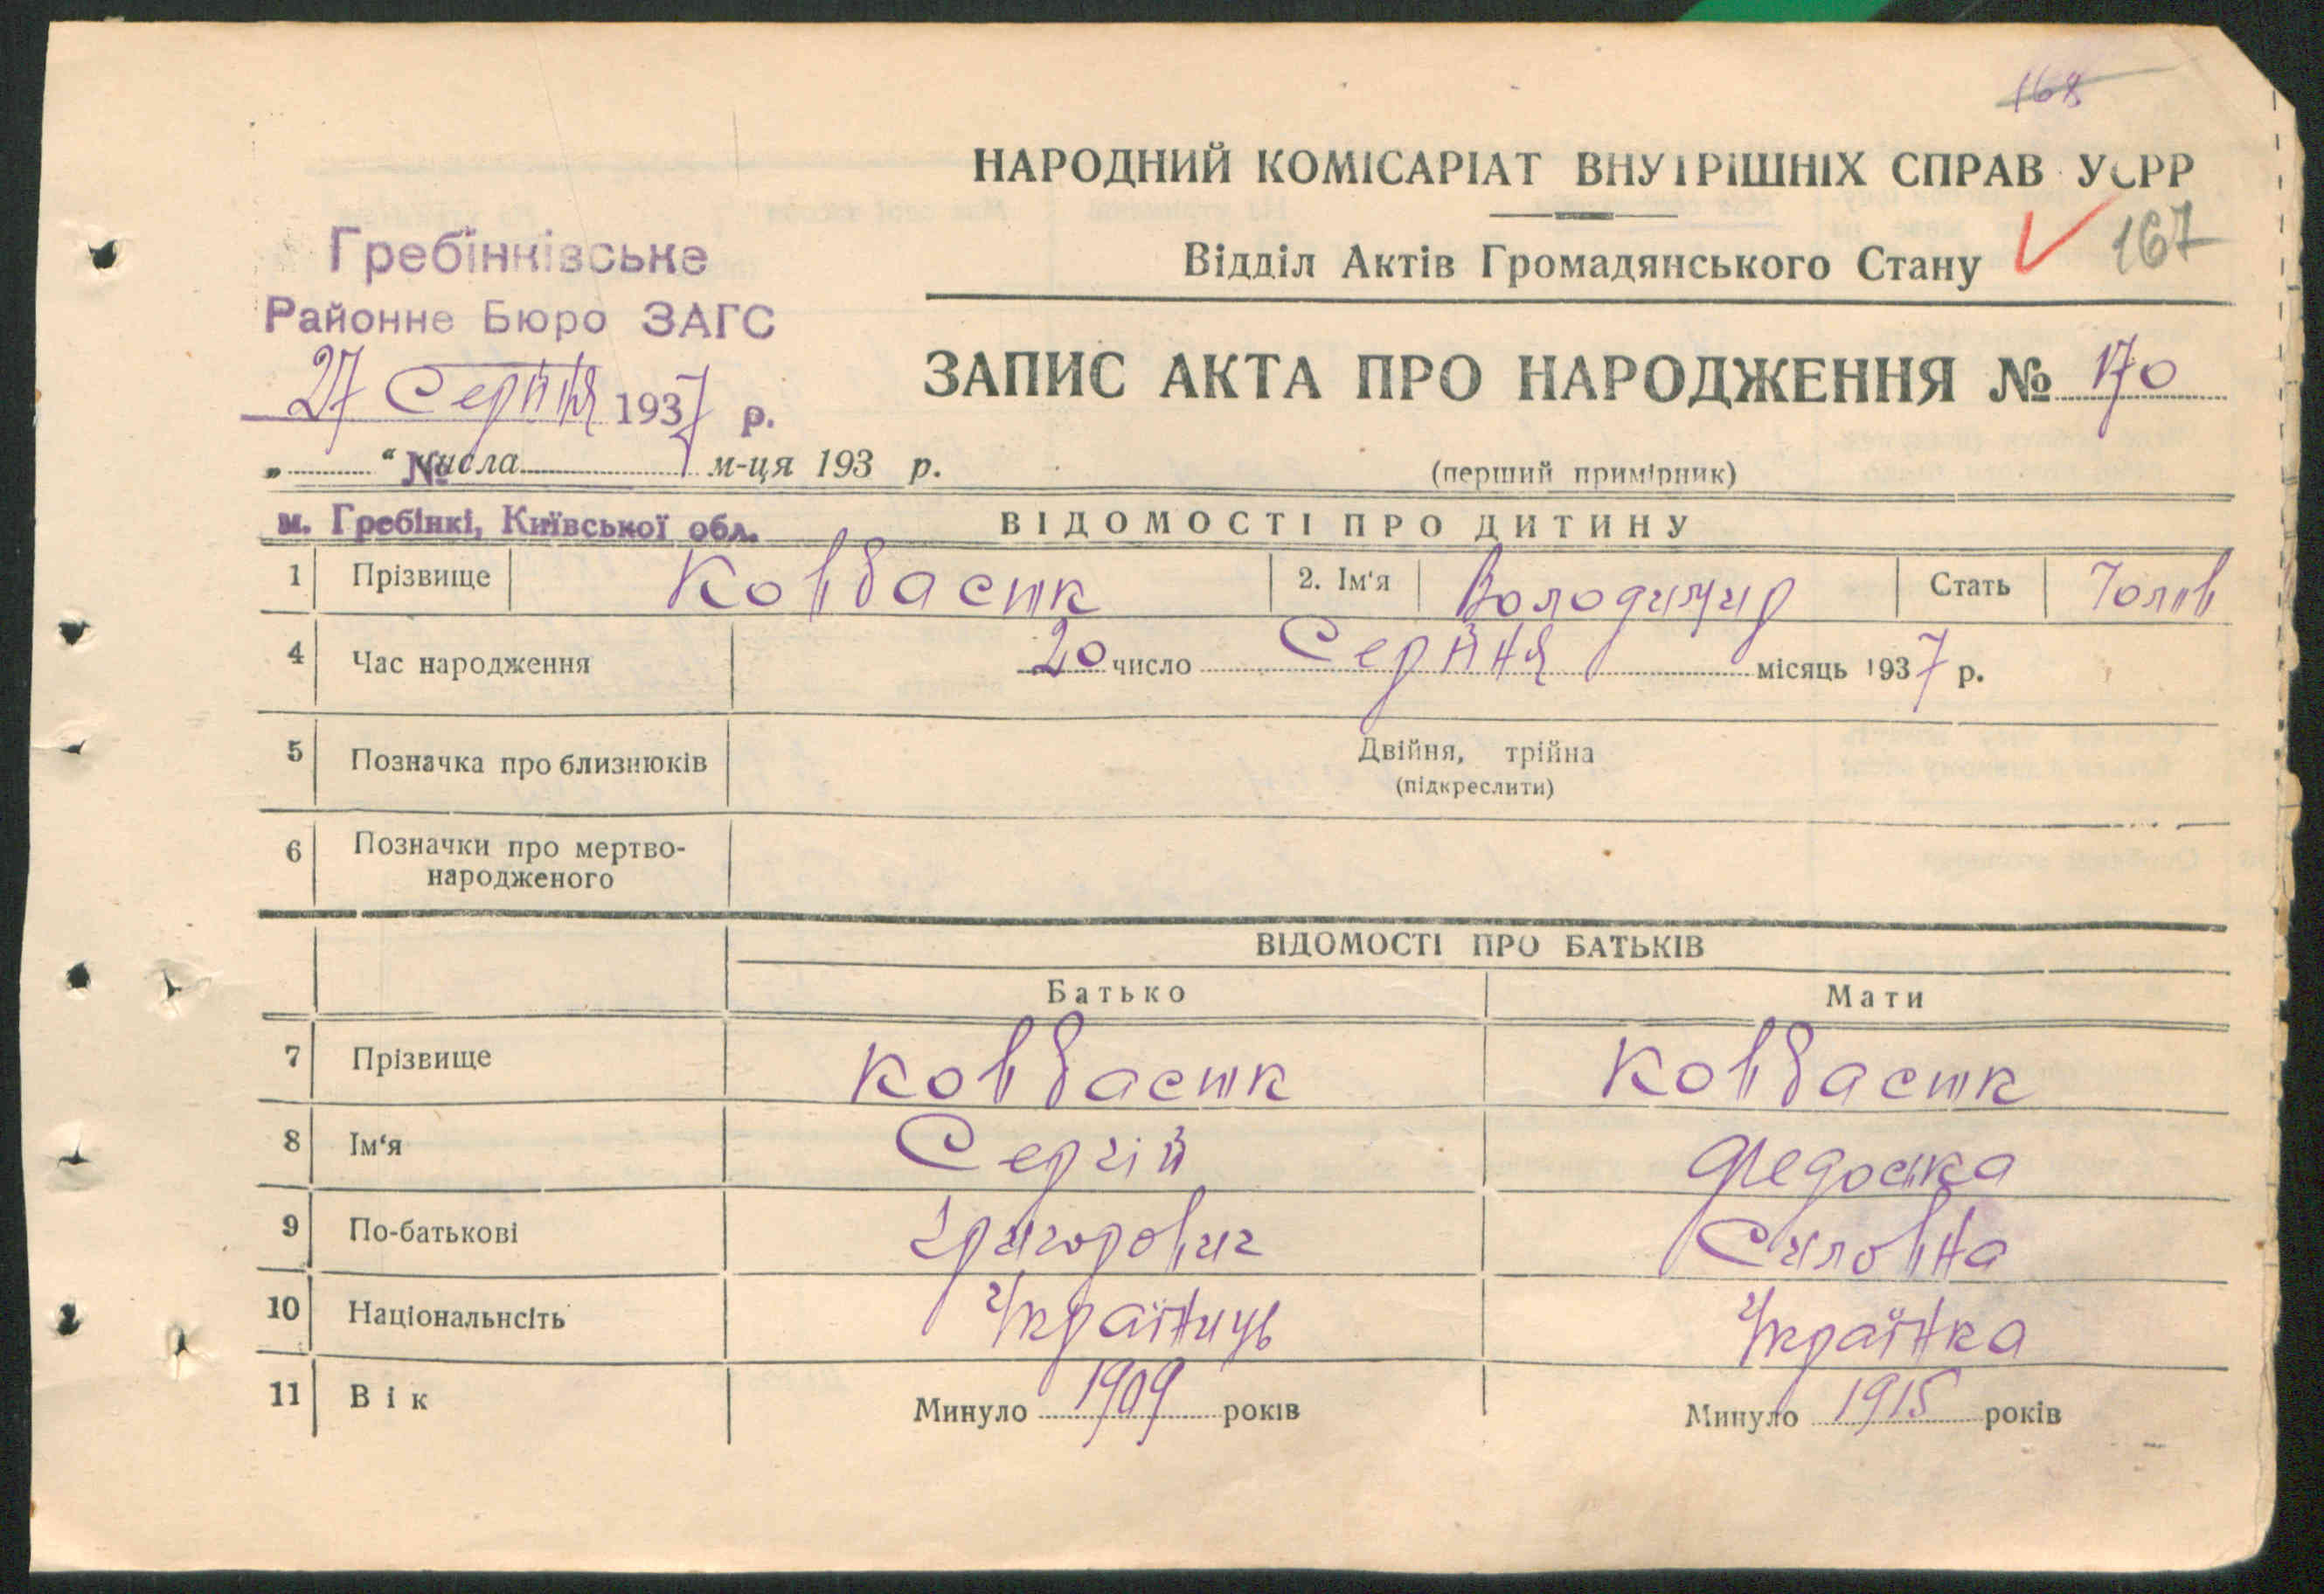 168
НАРОДНИЙ КОМІСАРІАТ ВНУТРІШНІХ СПРАВ УСРР
167
Відділ Актів Громадянського Стану
Гребінківське
Районне Бюро ЗАГС
27 Серпня 1937 р.
ЗАПИС АКТА ПРО НАРОДЖЕННЯ № 170
„ “ числа м-ця 193 р.
№
(перший примірник)
м. Гребінкі, Київської обл.
ВІДОМОСТІ ПРО ДИТИНУ
1 Прізвище Ковбасюк 2. Ім'я Володимир Стать Чолов
4 Час народження 20 число Серпня місяць 1937 р.
5 Позначка про близнюків Двійня, трійна
(підкреслити)
6 Позначки про мертво-
народженого
ВІДОМОСТІ ПРО БАТЬКІВ
Батько Мати
7 Прізвище Ковбасюк Ковбасюк
8 Ім'я Сергій Федоська
9 По-батькові Григорович Силовна
10 Національнсіть Українець Українка
11 Вік Минуло 1909 років Минуло 1915 років